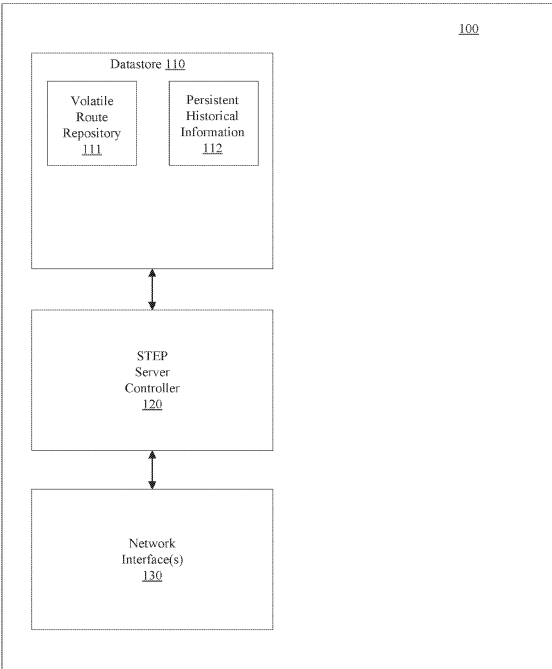 100
Datastore 110
Volatile
Route
Repository
111
Persistent
Historical
Information
112
STEP
Server
Controller
120
Network
Interface(s)
130